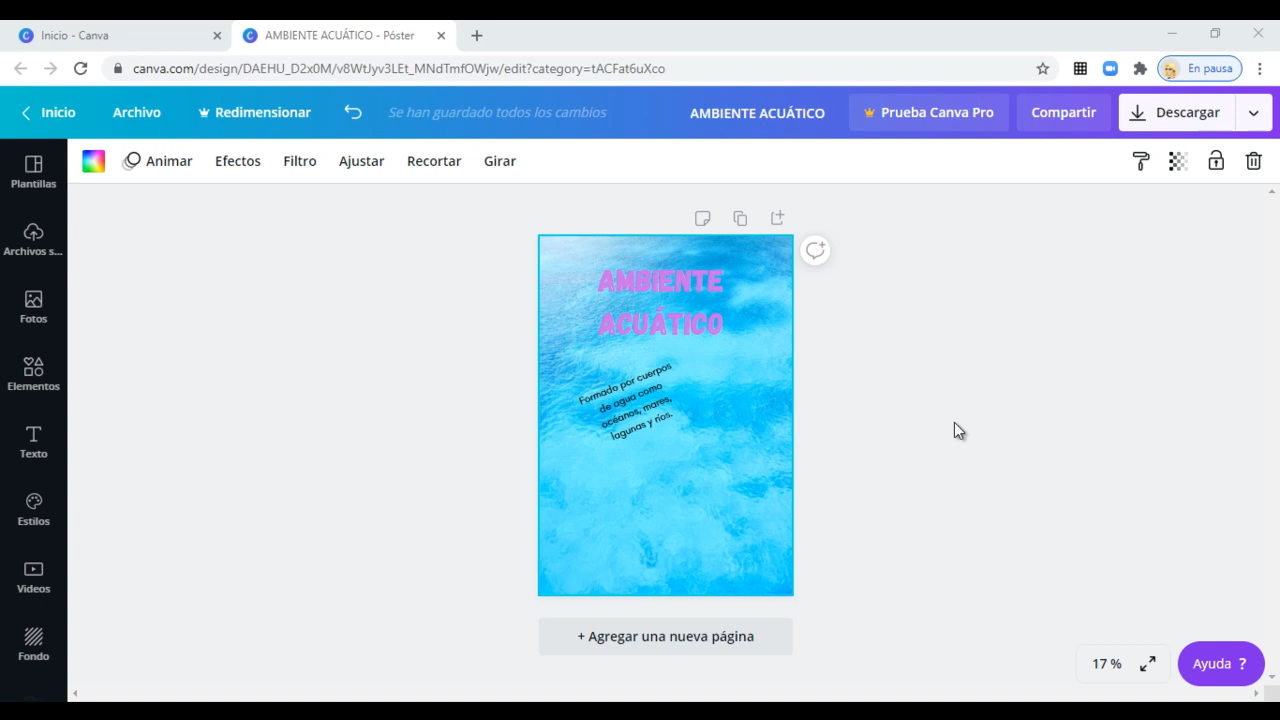 Inicio - Canva
AMBIENTE ACUÁTICO - Póster
canva.com/design/DAEHU_D2x0M/v8WtJyv3LEt_MNdTmfOWjw/edit?category=tACFat6uXco
En pausa
Inicio
Archivo
Redimensionar
Se han guardado todos los cambios
AMBIENTE ACUÁTICO
Prueba Canva Pro
Compartir
Descargar
Animar
Efectos
Filtro
Ajustar
Recortar
Girar
Plantillas
Archivos s...
Fotos
Elementos
Texto
Estilos
Videos
Fondo
AMBIENTE
ACUÁTICO
Formado por cuerpos
de agua como
océanos, mares,
lagunas y ríos.
+ Agregar una nueva página
17 %
Ayuda ?